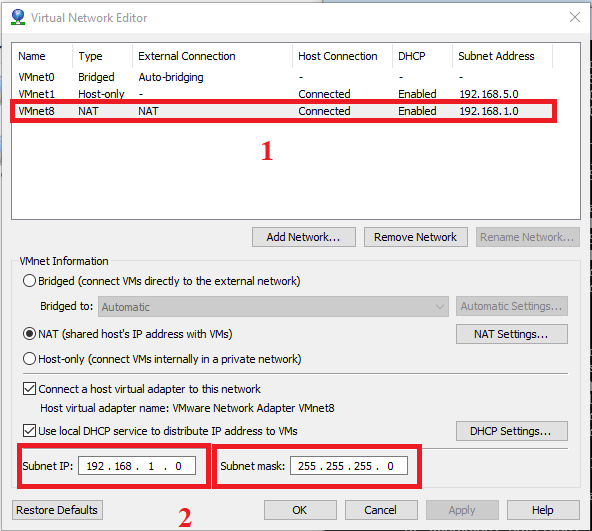 Virtual Network Editor
Name Type External Connection Host Connection DHCP Subnet Address
VMnet0 Bridged Auto-bridging - - -
VMnet1 Host-only - Connected Enabled 192.168.5.0
VMnet8 NAT NAT Connected Enabled 192.168.1.0
1
Add Network... Remove Network Rename Network...
VMnet Information
Bridged (connect VMs directly to the external network)
Bridged to: Automatic Automatic Settings...
NAT (shared host's IP address with VMs) NAT Settings...
Host-only (connect VMs internally in a private network)
Connect a host virtual adapter to this network
Host virtual adapter name: VMware Network Adapter VMnet8
Use local DHCP service to distribute IP address to VMs DHCP Settings...
Subnet IP: 192 . 168 . 1 . 0 Subnet mask: 255 . 255 . 255 . 0
Restore Defaults 2 OK Cancel Apply Help